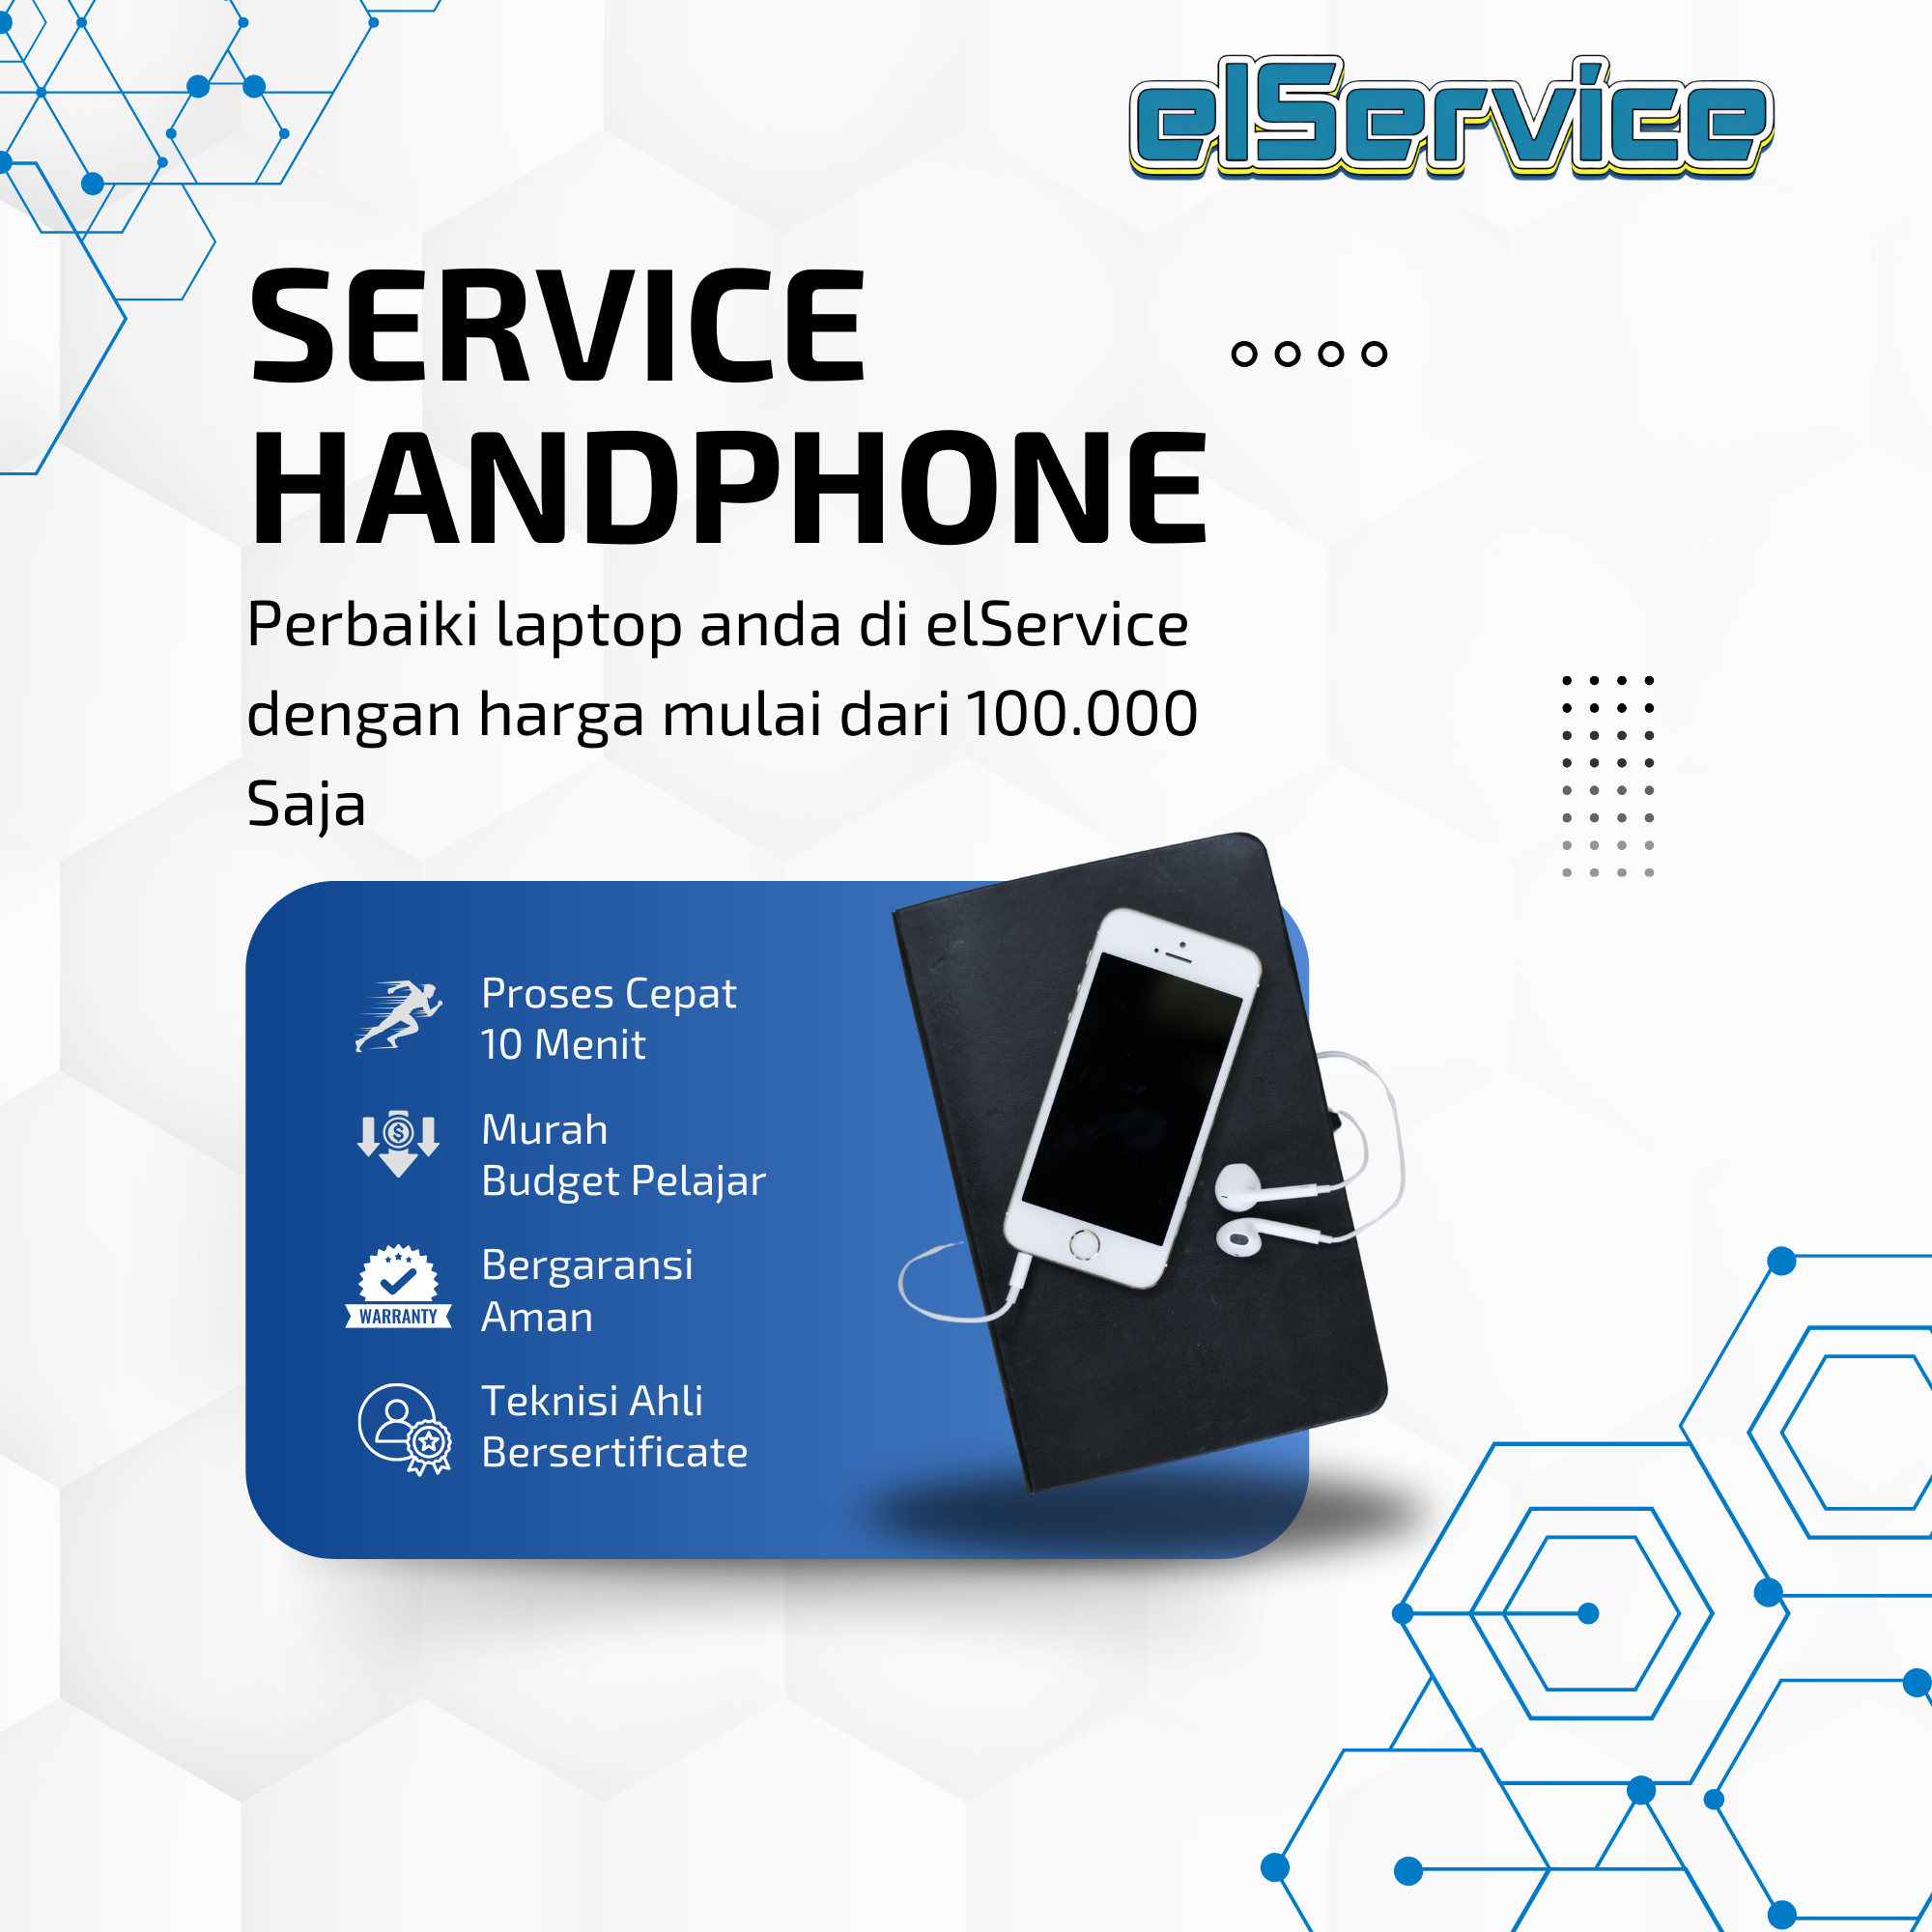 elService
SERVICE
HANDPHONE
Perbaiki laptop anda di elService
dengan harga mulai dari 100.000
Saja
Proses Cepat
10 Menit
Murah
Budget Pelajar
$
Bergaransi
Aman
WARRANTY
Teknisi Ahli
Bersertificate